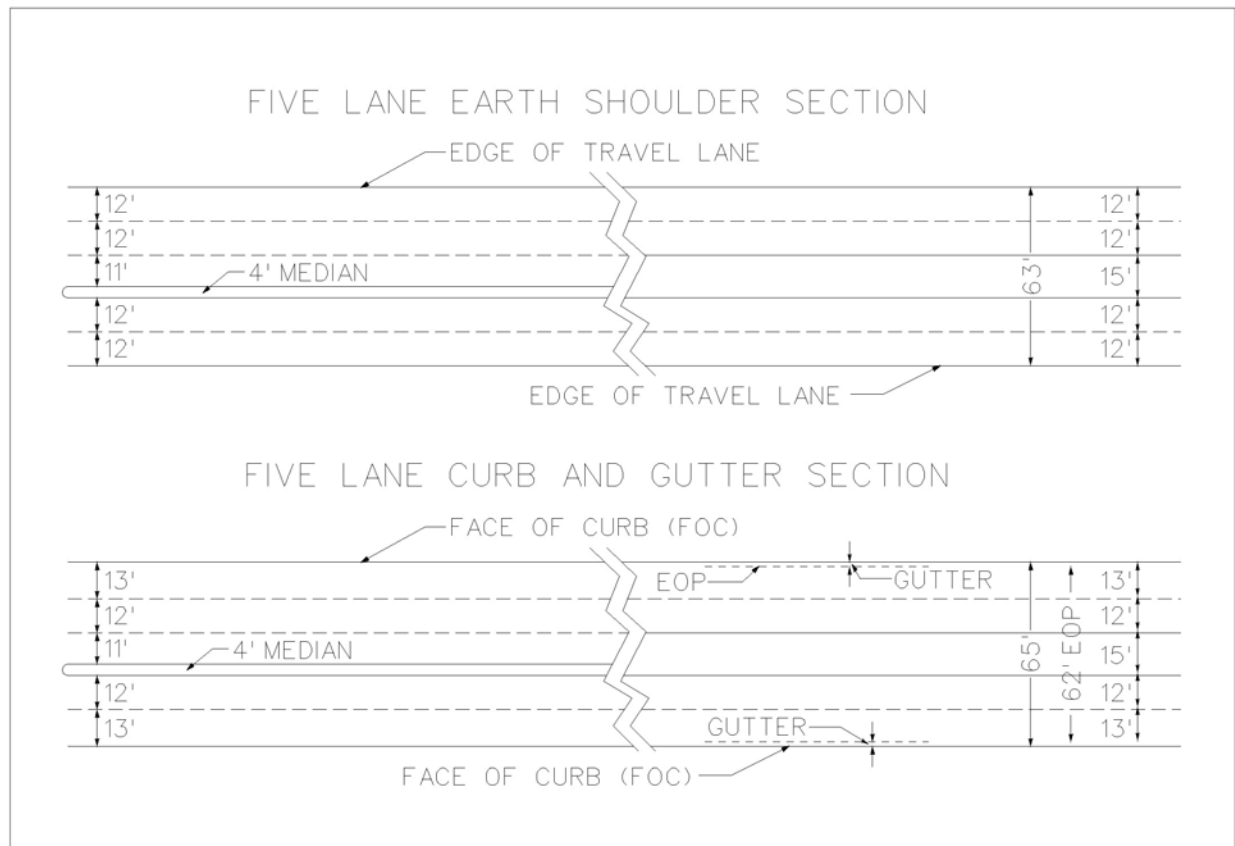 FIVE LANE EARTH SHOULDER SECTION
EDGE OF TRAVEL LANE
12'
12'
12'
12'
11'
4' MEDIAN
63'
15'
12'
12'
12'
12'
EDGE OF TRAVEL LANE
FIVE LANE CURB AND GUTTER SECTION
FACE OF CURB (FOC)
13'
EOP
GUTTER
13'
12'
12'
11'
4' MEDIAN
65'
62' EOP
15'
12'
12'
13'
GUTTER
13'
FACE OF CURB (FOC)